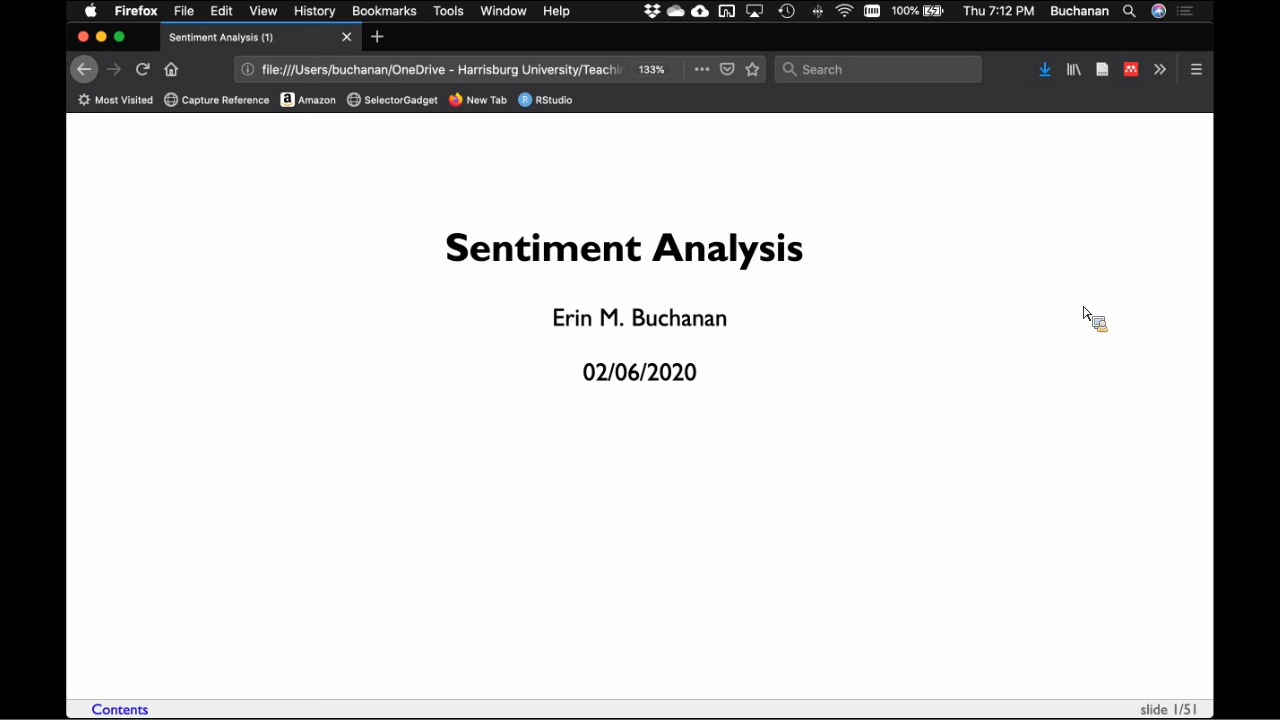 Firefox File Edit View History Bookmarks Tools Window Help 100% Thu 7:12 PM Buchanan
Sentiment Analysis (1)
file:///Users/buchanan/OneDrive - Harrisburg University/Teachin 133% Search
Most Visited Capture Reference Amazon SelectorGadget New Tab RStudio
Sentiment Analysis
Erin M. Buchanan
02/06/2020
Contents slide 1/51